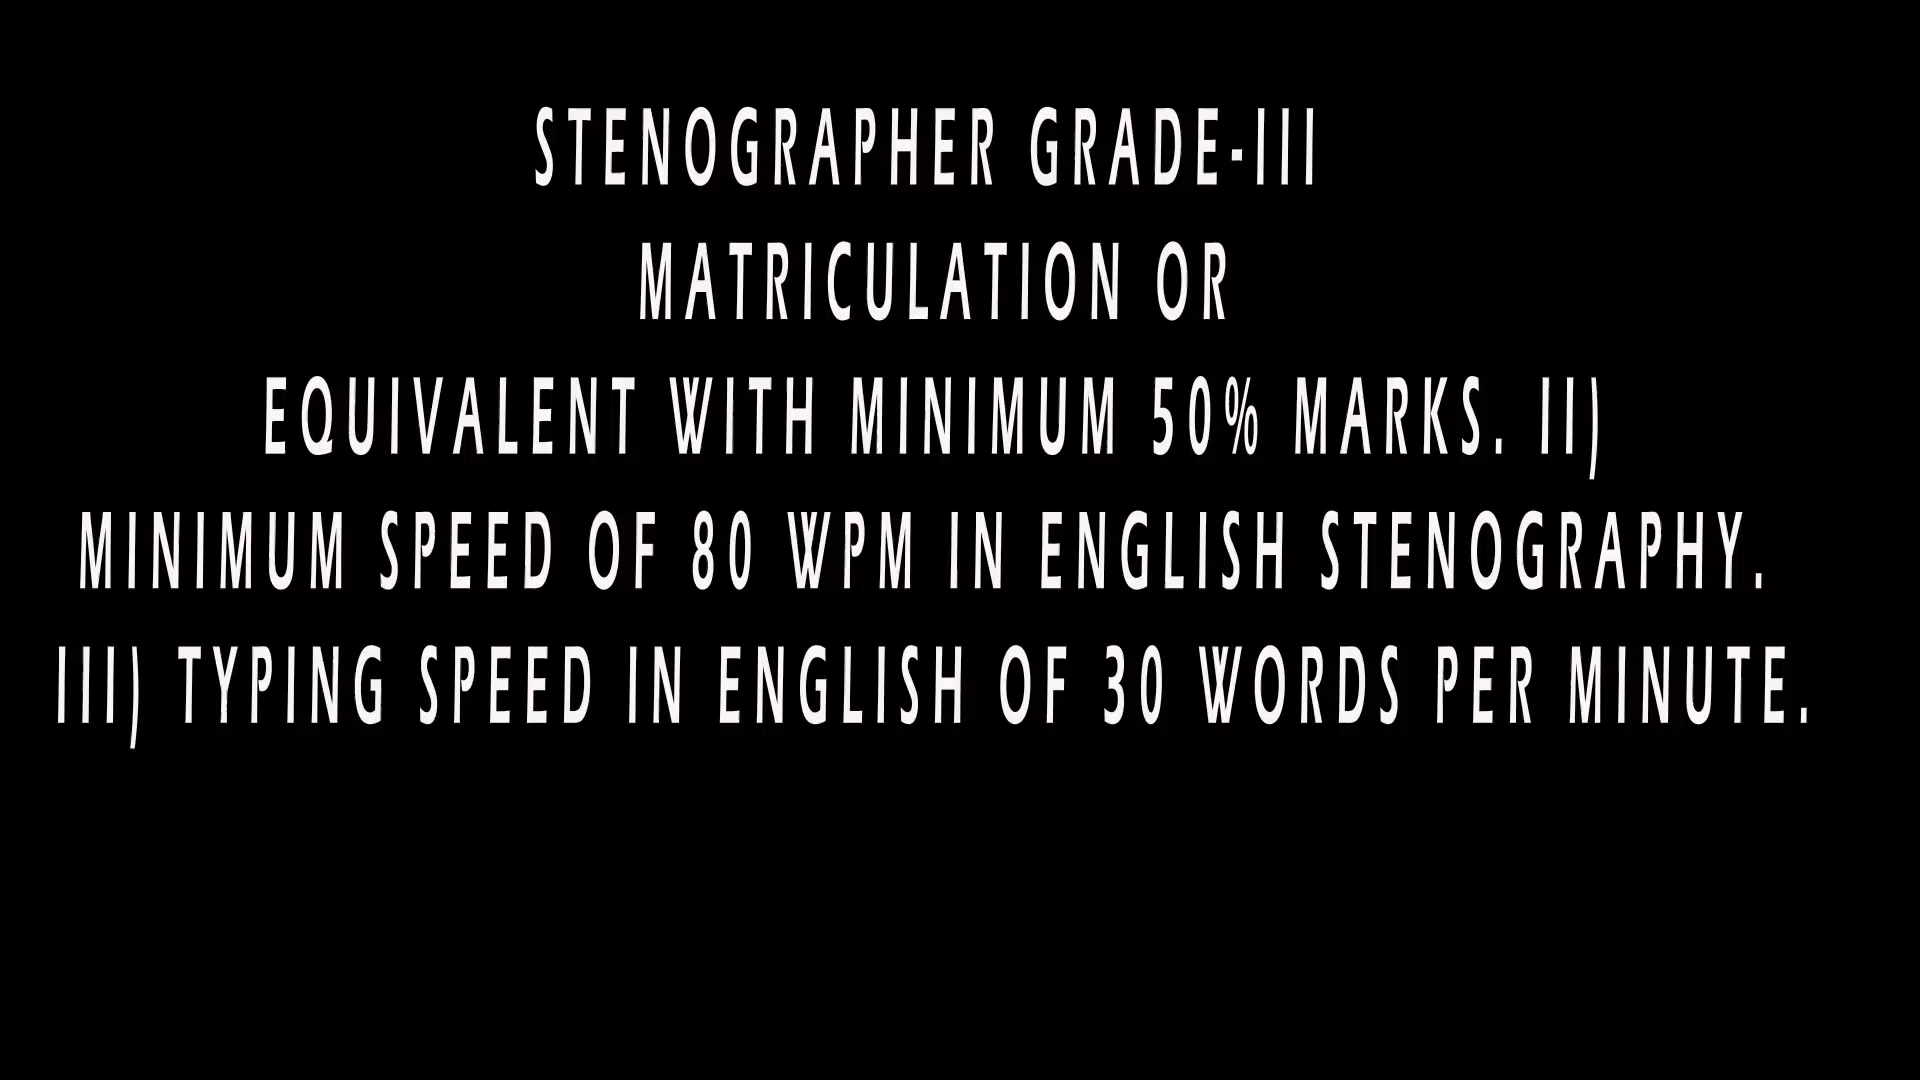 STENOGRAPHER GRADE-III
MATRICULATION OR
EQUIVALENT WITH MINIMUM 50% MARKS. II)
MINIMUM SPEED OF 80 WPM IN ENGLISH STENOGRAPHY.
III) TYPING SPEED IN ENGLISH OF 30 WORDS PER MINUTE.